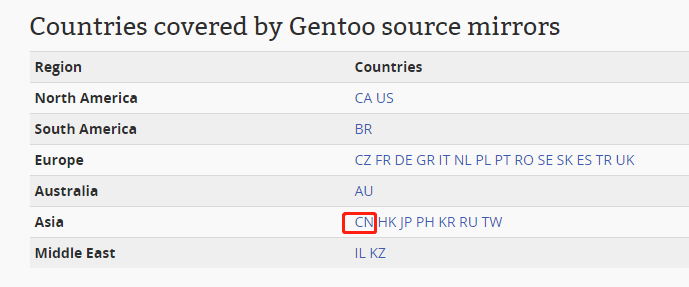 Countries covered by Gentoo source mirrors
Region Countries
North America CA US
South America BR
Europe CZ FR DE GR IT NL PL PT RO SE SK ES TR UK
Australia AU
Asia CN HK JP PH KR RU TW
Middle East IL KZ